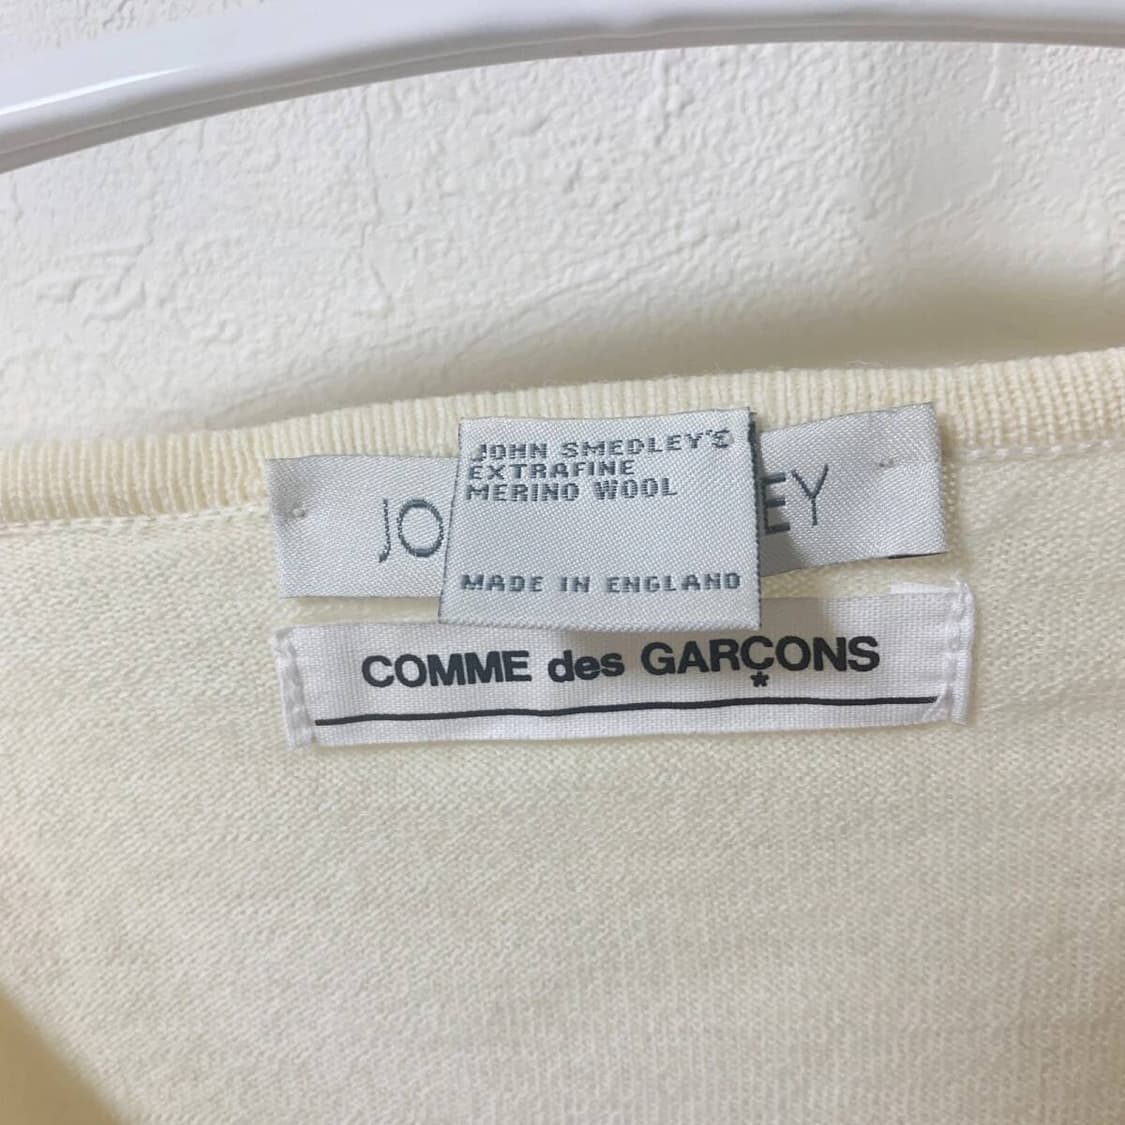 JOHN SMEDLEY'S
EXTRAFINE
MERINO WOOL
MADE IN ENGLAND
COMME des GARÇONS
*